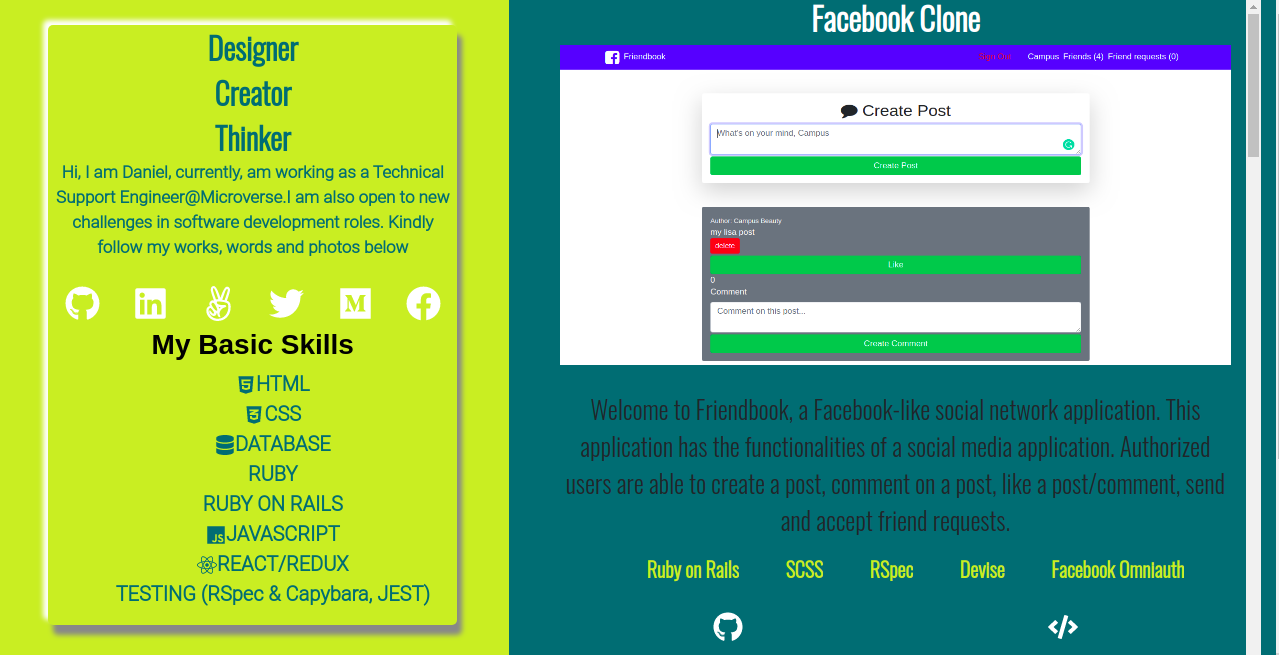 Designer
Creator
Thinker
Hi, I am Daniel, currently, am working as a Technical
Support Engineer@Microverse.I am also open to new
challenges in software development roles. Kindly
follow my works, words and photos below
My Basic Skills
HTML
CSS
DATABASE
RUBY
RUBY ON RAILS
JAVASCRIPT
REACT/REDUX
TESTING (RSpec & Capybara, JEST)
Facebook Clone
Friendbook
Sign Out Campus Friends (4) Friend requests (0)
Create Post
What's on your mind, Campus
Create Post
Author: Campus Beauty
my lisa post
delete
Like
0
Comment
Comment on this post...
Create Comment
Welcome to Friendbook, a Facebook-like social network application. This
application has the functionalities of a social media application. Authorized
users are able to create a post, comment on a post, like a post/comment, send
and accept friend requests.
Ruby on Rails SCSS RSpec Devise Facebook Omniauth